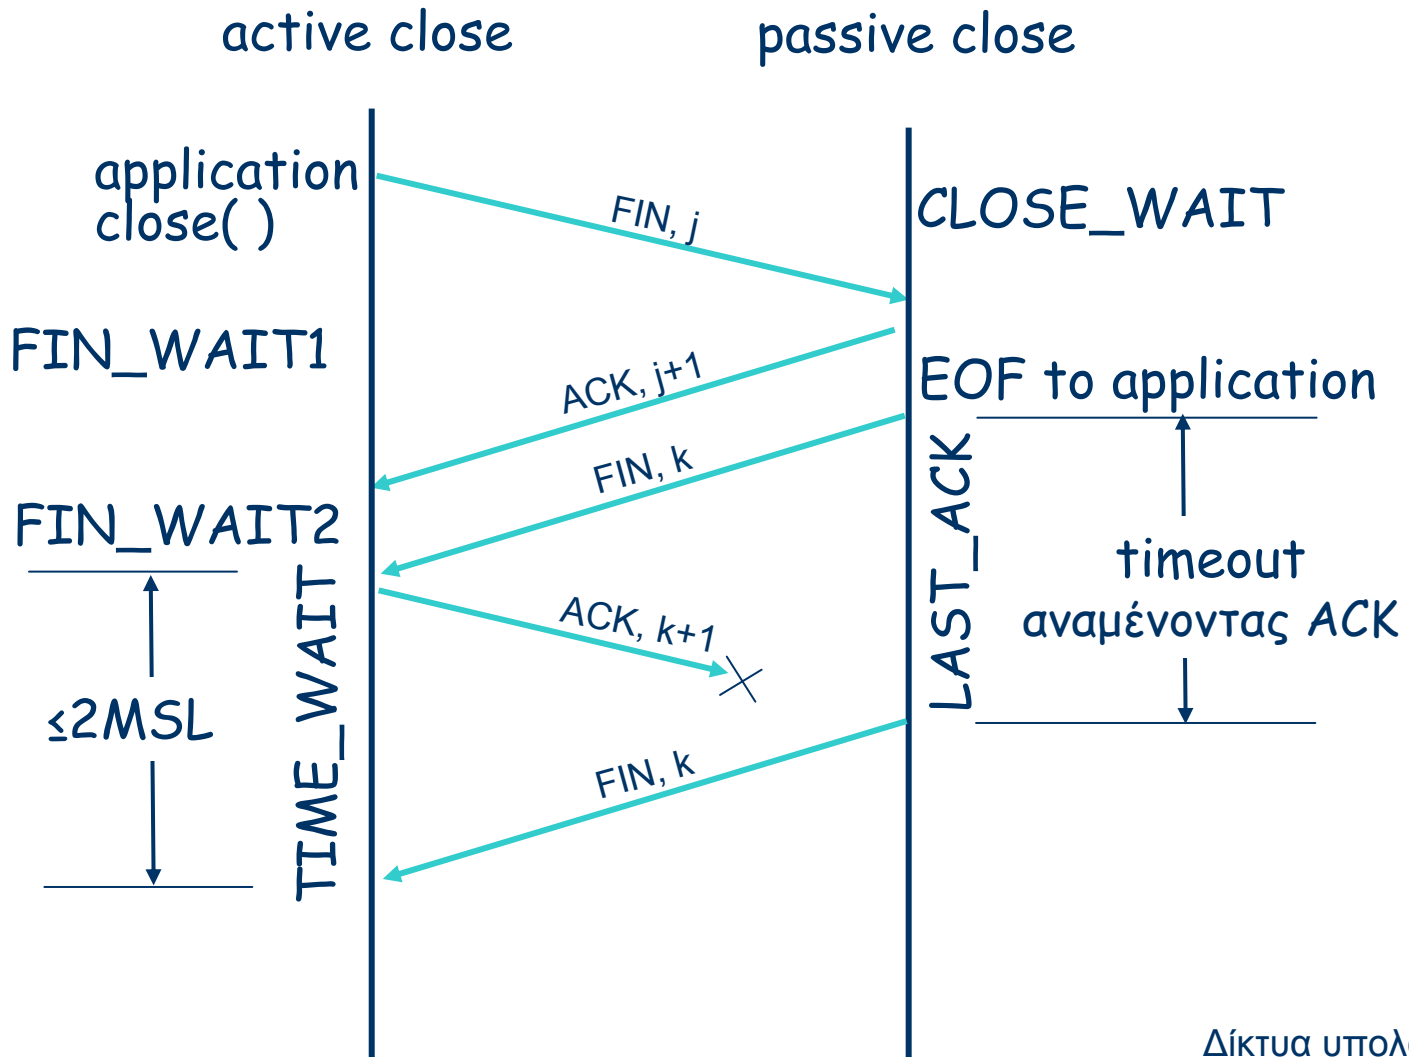 active close
passive close
application
close( )
FIN, j
CLOSE_WAIT
FIN_WAIT1
ACK, j+1
EOF to application
FIN, k
LAST_ACK
FIN_WAIT2
timeout
αναμένοντας ACK
TIME_WAIT
ACK, k+1
≤2MSL
FIN, k
Δίκτυα